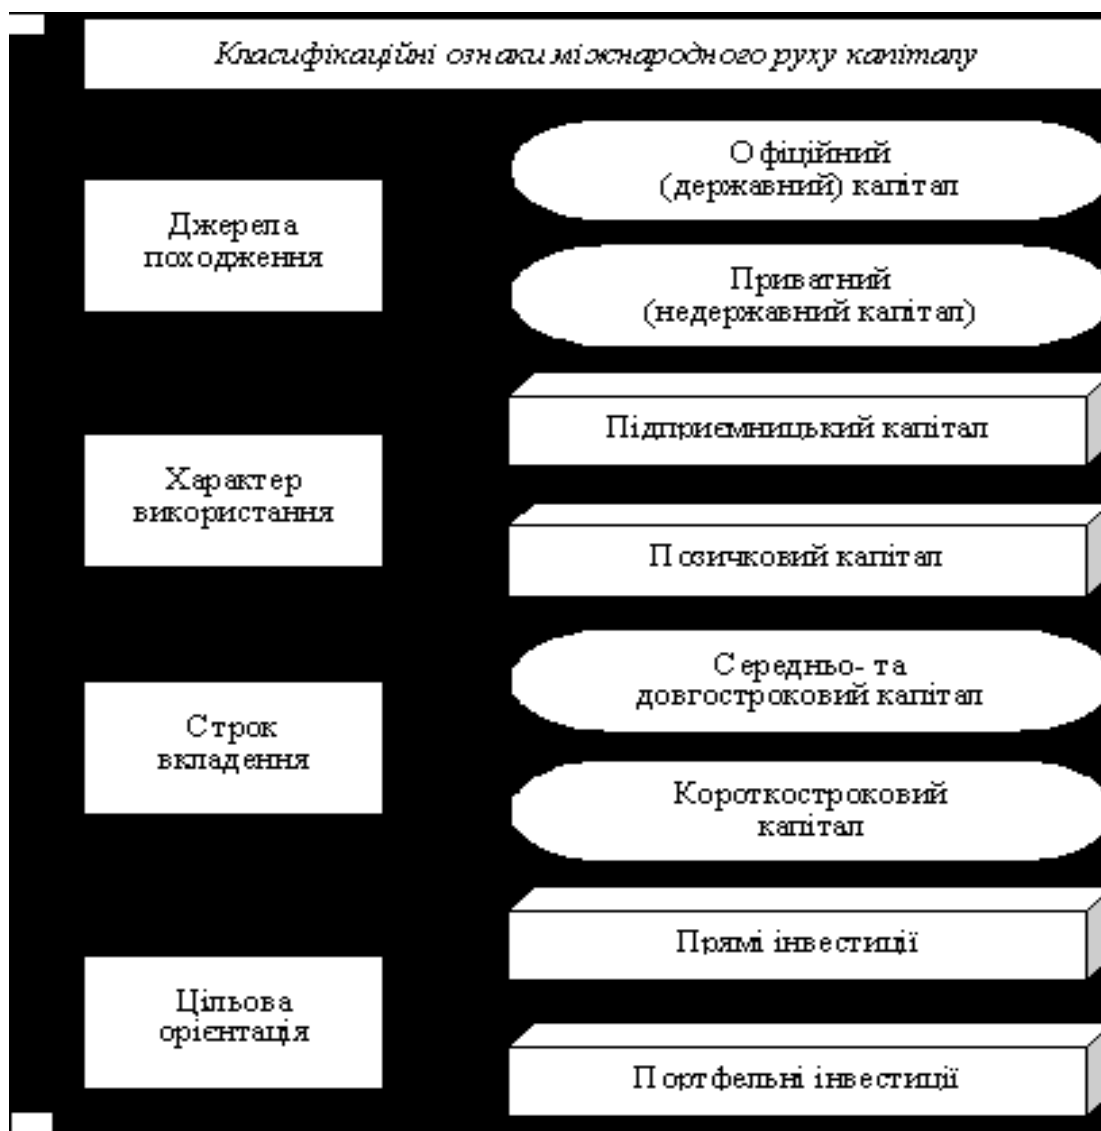 Класифікаційні ознаки міжнародного руху капіталу
Офіційний
(державний) капітал
Джерела
походження
Приватний
(недержавний капітал)
Підприємницький капітал
Характер
використання
Позичковий капітал
Середньо- та
довгостроковий капітал
Строк
вкладення
Короткостроковий
капітал
Прямі інвестиції
Цільова
орієнтація
Портфельні інвестиції